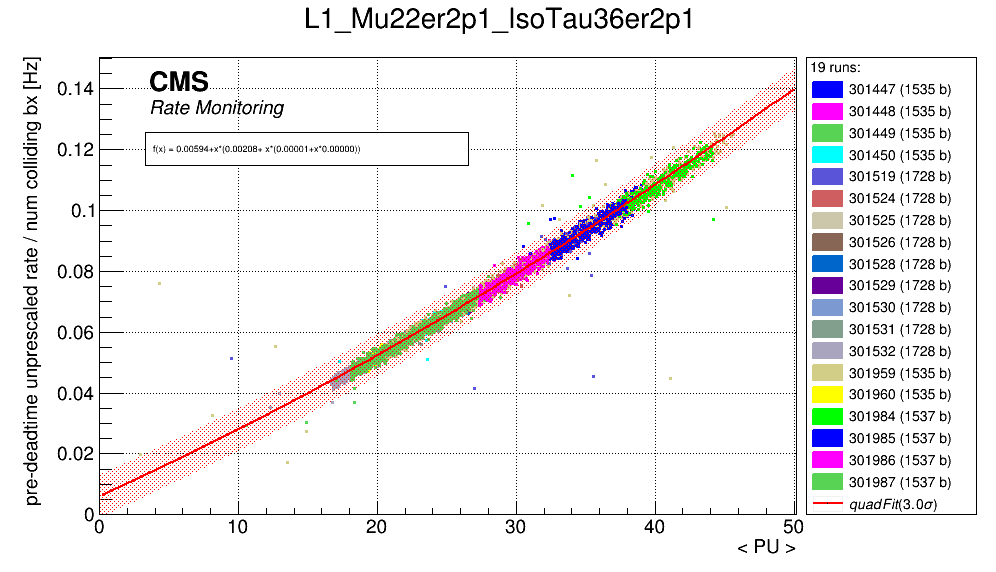 L1_Mu22er2p1_IsoTau36er2p1
pre-deadtime unprescaled rate / num colliding bx [Hz]
0.14
0.12
0.1
0.08
0.06
0.04
0.02
0
CMS
Rate Monitoring
f(x) = 0.00594+x*(0.00208+ x*(0.00001+x*0.00000))
0 10 20 30 40 50
< PU >
19 runs:
301447 (1535 b)
301448 (1535 b)
301449 (1535 b)
301450 (1535 b)
301519 (1728 b)
301524 (1728 b)
301525 (1728 b)
301526 (1728 b)
301528 (1728 b)
301529 (1728 b)
301530 (1728 b)
301531 (1728 b)
301532 (1728 b)
301959 (1535 b)
301960 (1535 b)
301984 (1537 b)
301985 (1537 b)
301986 (1537 b)
301987 (1537 b)
quadFit(3.0σ)